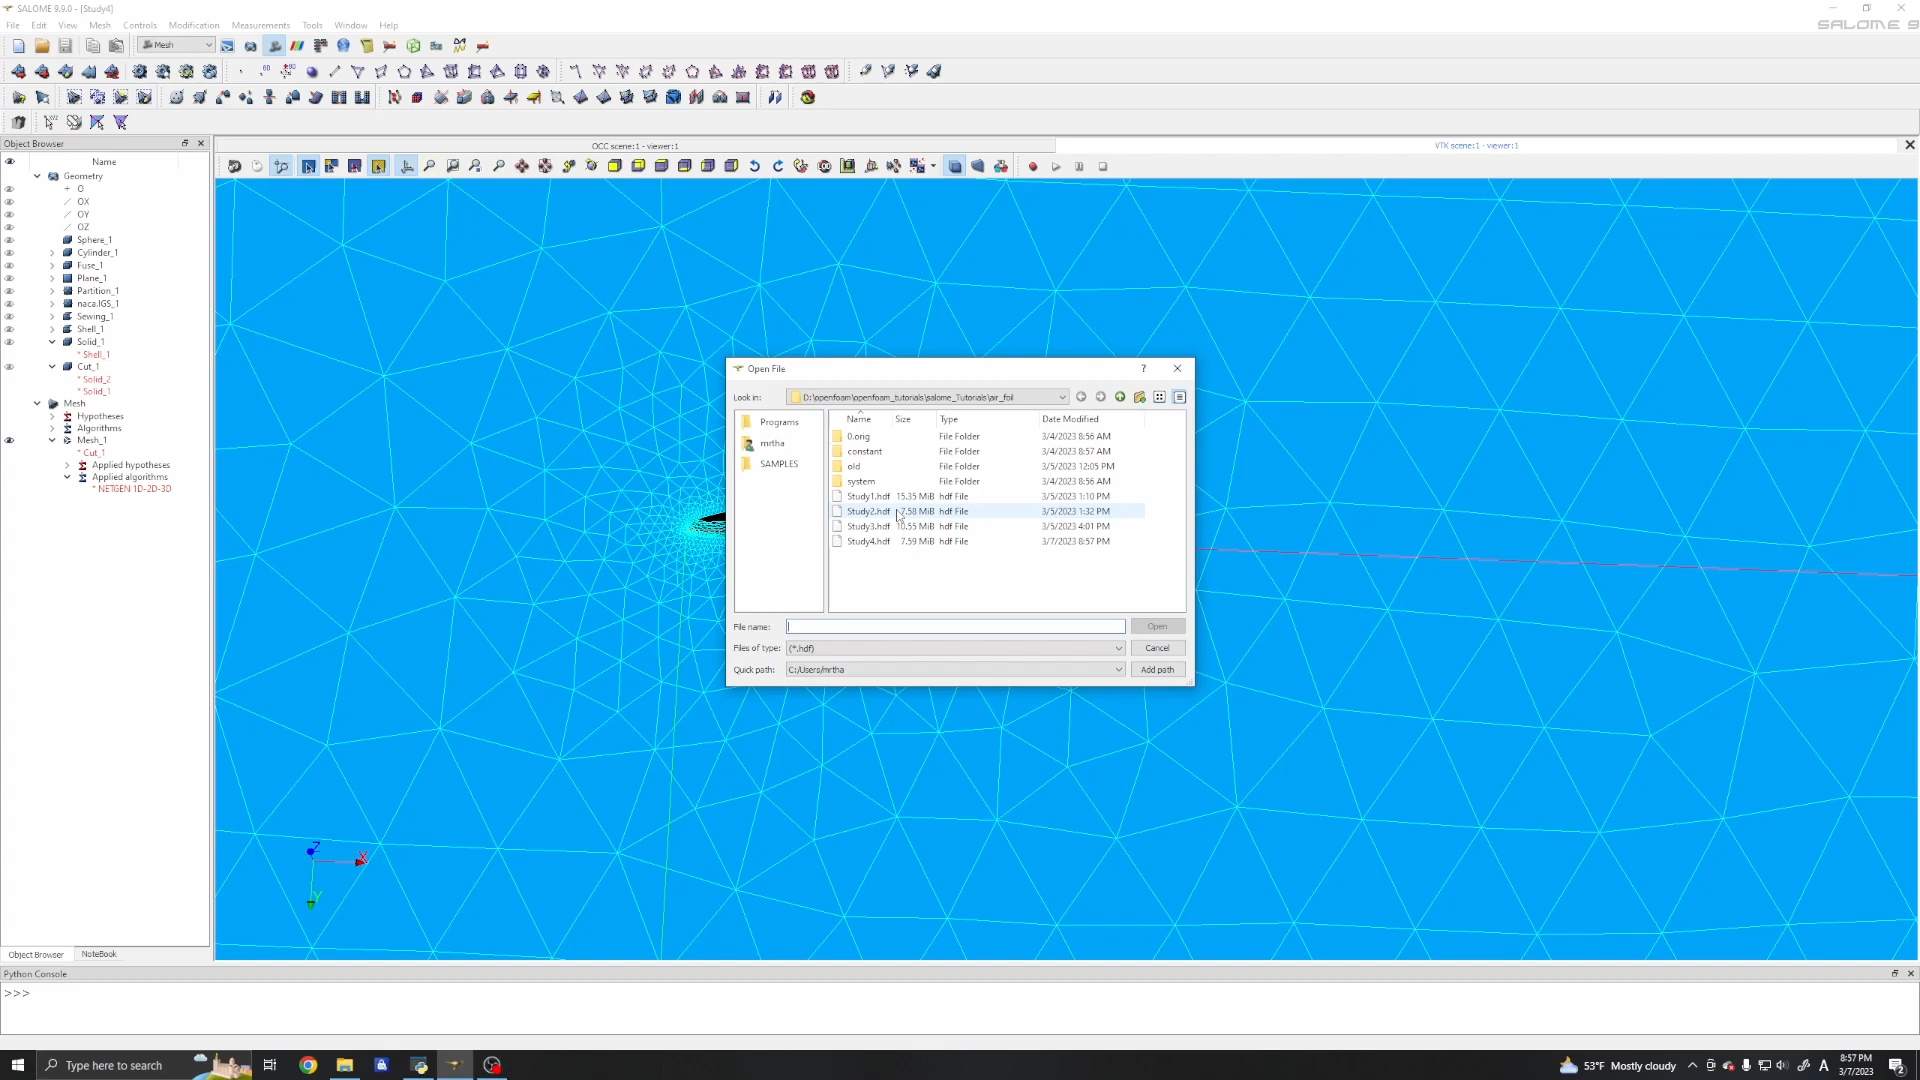 SALOME 9.9.0 - [Study4]
File Edit View Mesh Controls Modification Measurements Tools Window Help
SALOME 9
Mesh
Object Browser
OCC scene:1 - viewer:1
VTK scene:1 - viewer:1
Name
Geometry
O
OX
OY
OZ
Sphere_1
Cylinder_1
Fuse_1
Plane_1
Partition_1
naca.IGS_1
Sewing_1
Shell_1
Solid_1
* Shell_1
Cut_1
* Solid_2
* Solid_1
Mesh
Hypotheses
Algorithms
Mesh_1
* Cut_1
Applied hypotheses
Applied algorithms
* NETGEN 1D-2D-3D
Open File
?
Look in: D:\openfoam\openfoam_tutorials\salome_Tutorials\air_foil
Programs
mrtha
SAMPLES
Name Size Type Date Modified
0.orig File Folder 3/4/2023 8:56 AM
constant File Folder 3/4/2023 8:57 AM
old File Folder 3/5/2023 12:05 PM
system File Folder 3/4/2023 8:56 AM
Study1.hdf 15.35 MiB hdf File 3/5/2023 1:10 PM
Study2.hdf 7.58 MiB hdf File 3/5/2023 1:32 PM
Study3.hdf 10.55 MiB hdf File 3/5/2023 4:01 PM
Study4.hdf 7.59 MiB hdf File 3/7/2023 8:57 PM
File name: Open
Files of type: (*.hdf) Cancel
Quick path: C:/Users/mrtha Add path
Z
X
Y
Object Browser NoteBook
Python Console
>>>
Type here to search
53°F Mostly cloudy
A
8:57 PM
3/7/2023
2